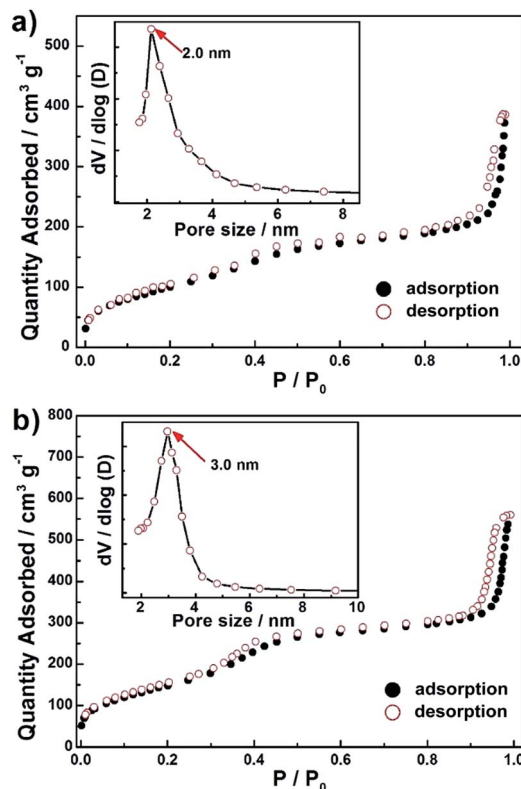 a)
500
400
300
200
100
0
Quantity Adsorbed / cm³ g⁻¹
2.0 nm
dV / dlog (D)
2 4 6 8
Pore size / nm
adsorption
desorption
0.0 0.2 0.4 0.6 0.8 1.0
P / P₀
b)
800
700
600
500
400
300
200
100
0
Quantity Adsorbed / cm³ g⁻¹
3.0 nm
dV / dlog (D)
2 4 6 8 10
Pore size / nm
adsorption
desorption
0.0 0.2 0.4 0.6 0.8 1.0
P / P₀